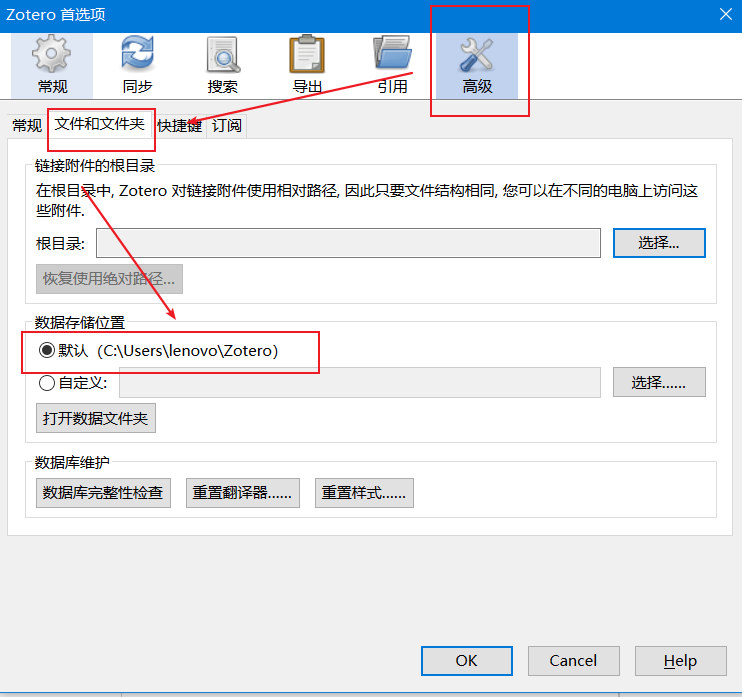 Zotero 首选项
常规
同步
搜索
导出
引用
高级
常规 文件和文件夹 快捷键 订阅
链接附件的根目录
在根目录中, Zotero 对链接附件使用相对路径, 因此只要文件结构相同, 您可以在不同的电脑上访问这
些附件.
根目录:
选择...
恢复使用绝对路径...
数据存储位置
默认（C:\Users\lenovo\Zotero）
自定义:
选择......
打开数据文件夹
数据库维护
数据库完整性检查
重置翻译器......
重置样式......
OK
Cancel
Help